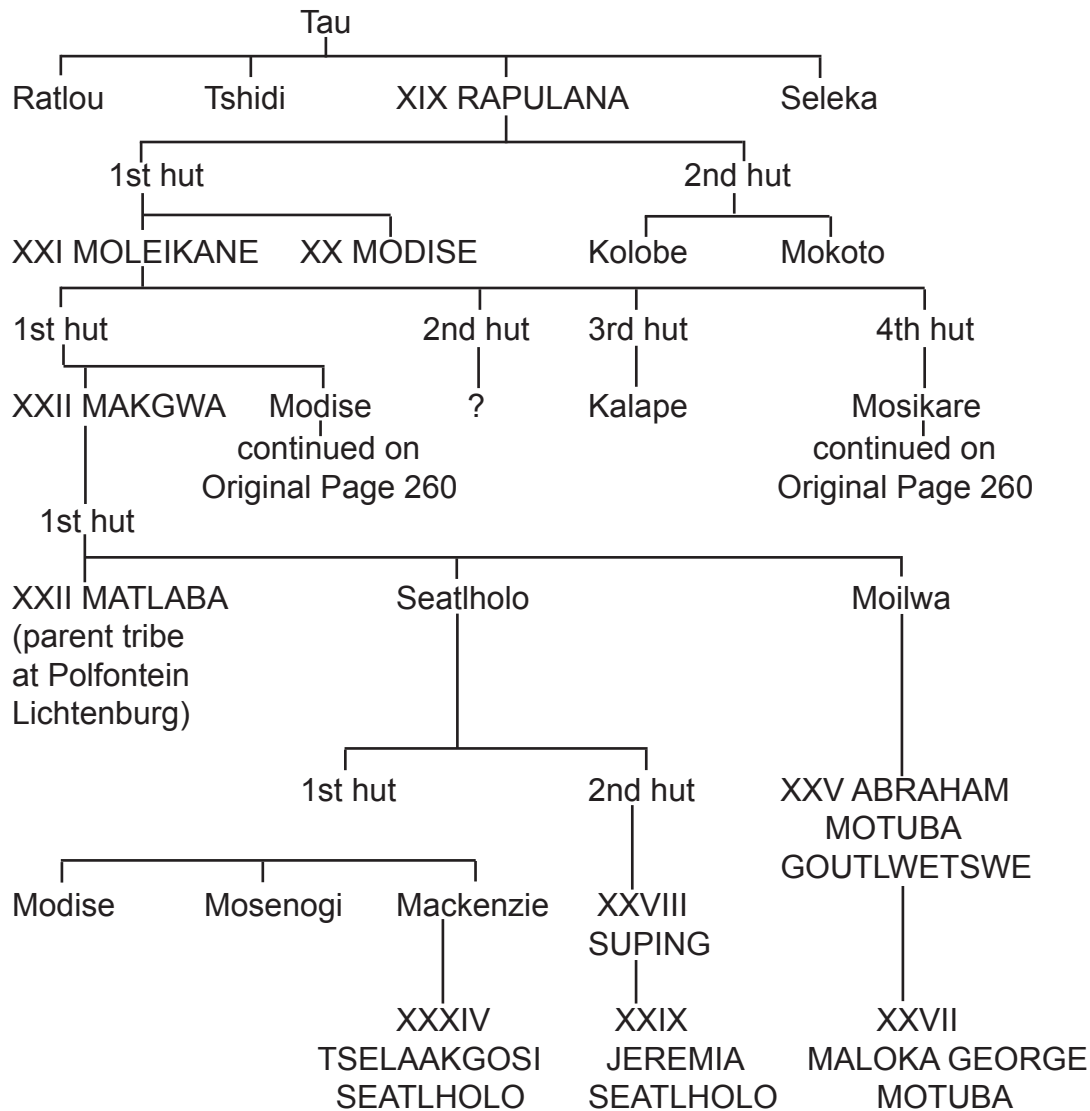 Tau
Ratlou Tshidi XIX RAPULANA Seleka
1st hut 2nd hut
XXI MOLEIKANE XX MODISE Kolobe Mokoto
1st hut 2nd hut 3rd hut 4th hut
XXII MAKGWA Modise ? Kalape Mosikare
continued on continued on
Original Page 260 Original Page 260
1st hut
XXII MATLABA Seatlholo Moilwa
(parent tribe
at Polfontein
Lichtenburg)
1st hut 2nd hut XXV ABRAHAM
MOTUBA
GOUTLWETSWE
Modise Mosenogi Mackenzie XXVIII
SUPING
XXXIV XXIX XXVII
TSELAAKGOSI JEREMIA MALOKA GEORGE
SEATLHOLO SEATLHOLO MOTUBA